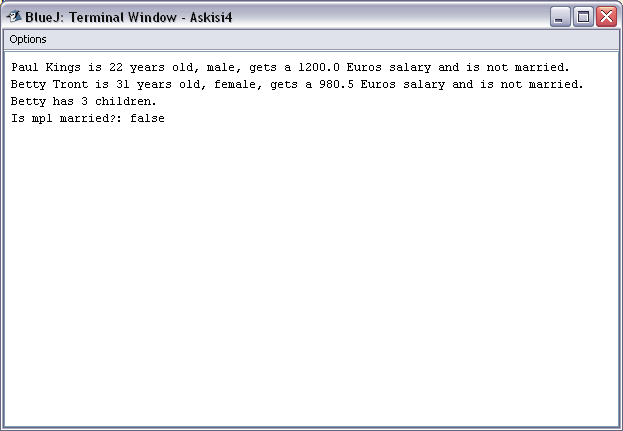 BlueJ: Terminal Window - Askisi4
Options
Paul Kings is 22 years old, male, gets a 1200.0 Euros salary and is not married.
Betty Tront is 31 years old, female, gets a 980.5 Euros salary and is not married.
Betty has 3 children.
Is mpl married?: false